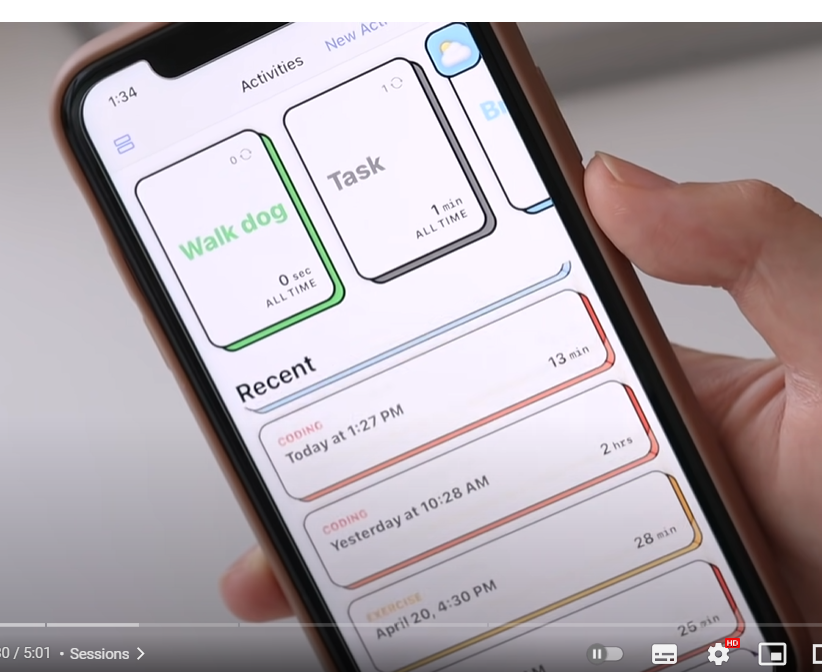 1:34
Activities
New Act
0
Walk dog
0 sec
ALL TIME
1
Task
1 min
ALL TIME
Recent
CODING
Today at 1:27 PM
13 min
CODING
Yesterday at 10:28 AM
2 hrs
EXERCISE
April 20, 4:30 PM
28 min
25 min
AM
/ 5:01 • Sessions
HD